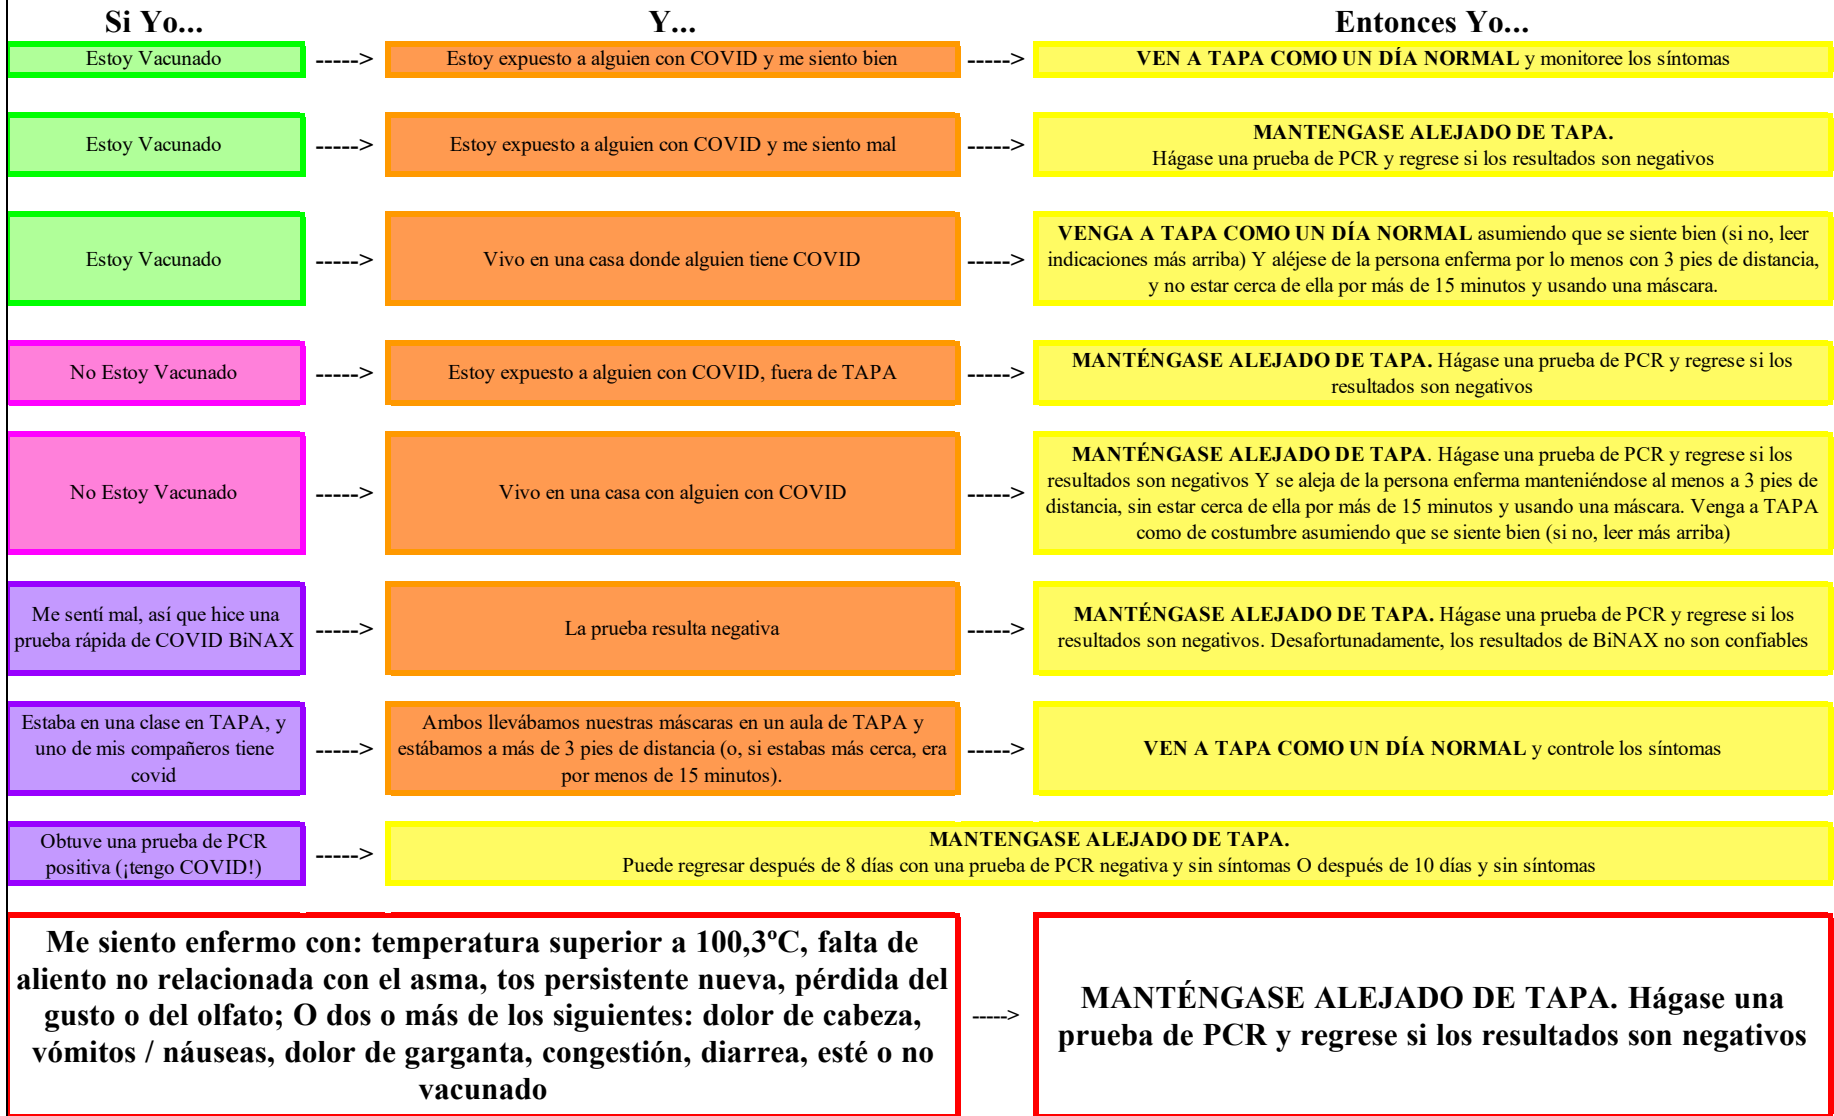 Si Yo...
Y...
Entonces Yo...
Estoy Vacunado
----->
Estoy expuesto a alguien con COVID y me siento bien
----->
VEN A TAPA COMO UN DÍA NORMAL y monitoree los síntomas
Estoy Vacunado
----->
Estoy expuesto a alguien con COVID y me siento mal
----->
MANTENGASE ALEJADO DE TAPA.
Hágase una prueba de PCR y regrese si los resultados son negativos
Estoy Vacunado
----->
Vivo en una casa donde alguien tiene COVID
----->
VENGA A TAPA COMO UN DÍA NORMAL asumiendo que se siente bien (si no, leer
indicaciones más arriba) Y aléjese de la persona enferma por lo menos con 3 pies de distancia,
y no estar cerca de ella por más de 15 minutos y usando una máscara.
No Estoy Vacunado
----->
Estoy expuesto a alguien con COVID, fuera de TAPA
----->
MANTÉNGASE ALEJADO DE TAPA. Hágase una prueba de PCR y regrese si los
resultados son negativos
No Estoy Vacunado
----->
Vivo en una casa con alguien con COVID
----->
MANTÉNGASE ALEJADO DE TAPA. Hágase una prueba de PCR y regrese si los
resultados son negativos Y se aleja de la persona enferma manteniéndose al menos a 3 pies de
distancia, sin estar cerca de ella por más de 15 minutos y usando una máscara. Venga a TAPA
como de costumbre asumiendo que se siente bien (si no, leer más arriba)
Me sentí mal, así que hice una
prueba rápida de COVID BiNAX
----->
La prueba resulta negativa
----->
MANTÉNGASE ALEJADO DE TAPA. Hágase una prueba de PCR y regrese si los
resultados son negativos. Desafortunadamente, los resultados de BiNAX no son confiables
Estaba en una clase en TAPA, y
uno de mis compañeros tiene
covid
----->
Ambos llevábamos nuestras máscaras en un aula de TAPA y
estábamos a más de 3 pies de distancia (o, si estabas más cerca, era
por menos de 15 minutos).
----->
VEN A TAPA COMO UN DÍA NORMAL y controle los síntomas
Obtuve una prueba de PCR
positiva (¡tengo COVID!)
----->
MANTENGASE ALEJADO DE TAPA.
Puede regresar después de 8 días con una prueba de PCR negativa y sin síntomas O después de 10 días y sin síntomas
Me siento enfermo con: temperatura superior a 100,3ºC, falta de
aliento no relacionada con el asma, tos persistente nueva, pérdida del
gusto o del olfato; O dos o más de los siguientes: dolor de cabeza,
vómitos / náuseas, dolor de garganta, congestión, diarrea, esté o no
vacunado
----->
MANTÉNGASE ALEJADO DE TAPA. Hágase una
prueba de PCR y regrese si los resultados son negativos